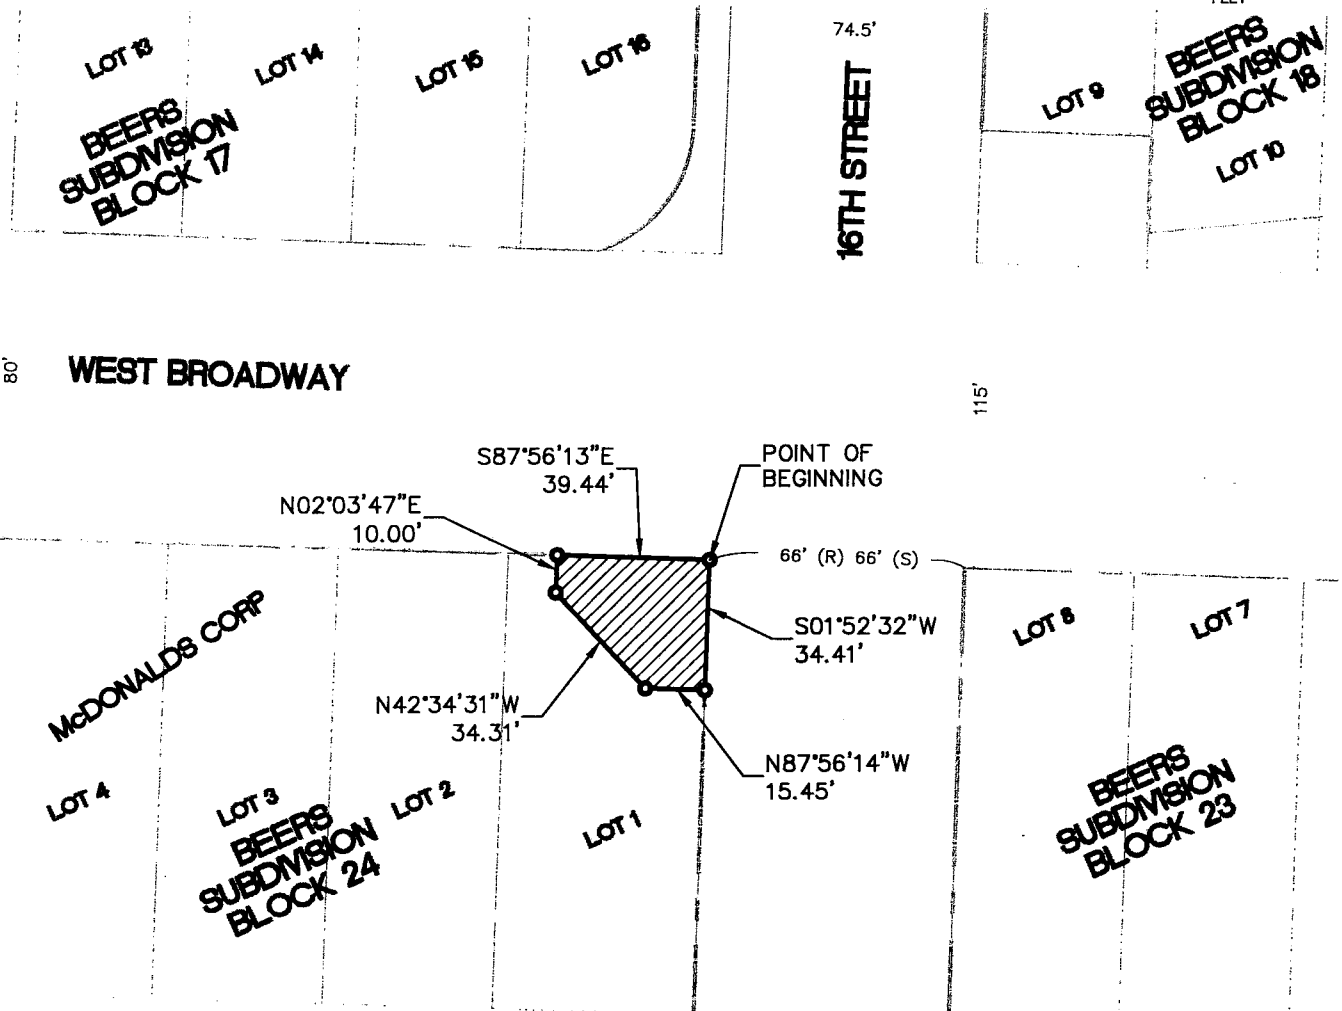 74.5'
LOT 13
LOT 14
LOT 15
LOT 16
BEERS
SUBDIVISION
BLOCK 17
16TH STREET
LOT 9
BEERS
SUBDIVISION
BLOCK 18
LOT 10
80'
WEST BROADWAY
115'
S87°56'13"E
39.44'
POINT OF
BEGINNING
N02°03'47"E
10.00'
66' (R) 66' (S)
McDONALDS CORP
S01°52'32"W
34.41'
LOT 8
LOT 7
N42°34'31"W
34.31'
N87°56'14"W
15.45'
LOT 4
LOT 3
LOT 2
LOT 1
BEERS
SUBDIVISION
BLOCK 24
BEERS
SUBDIVISION
BLOCK 23